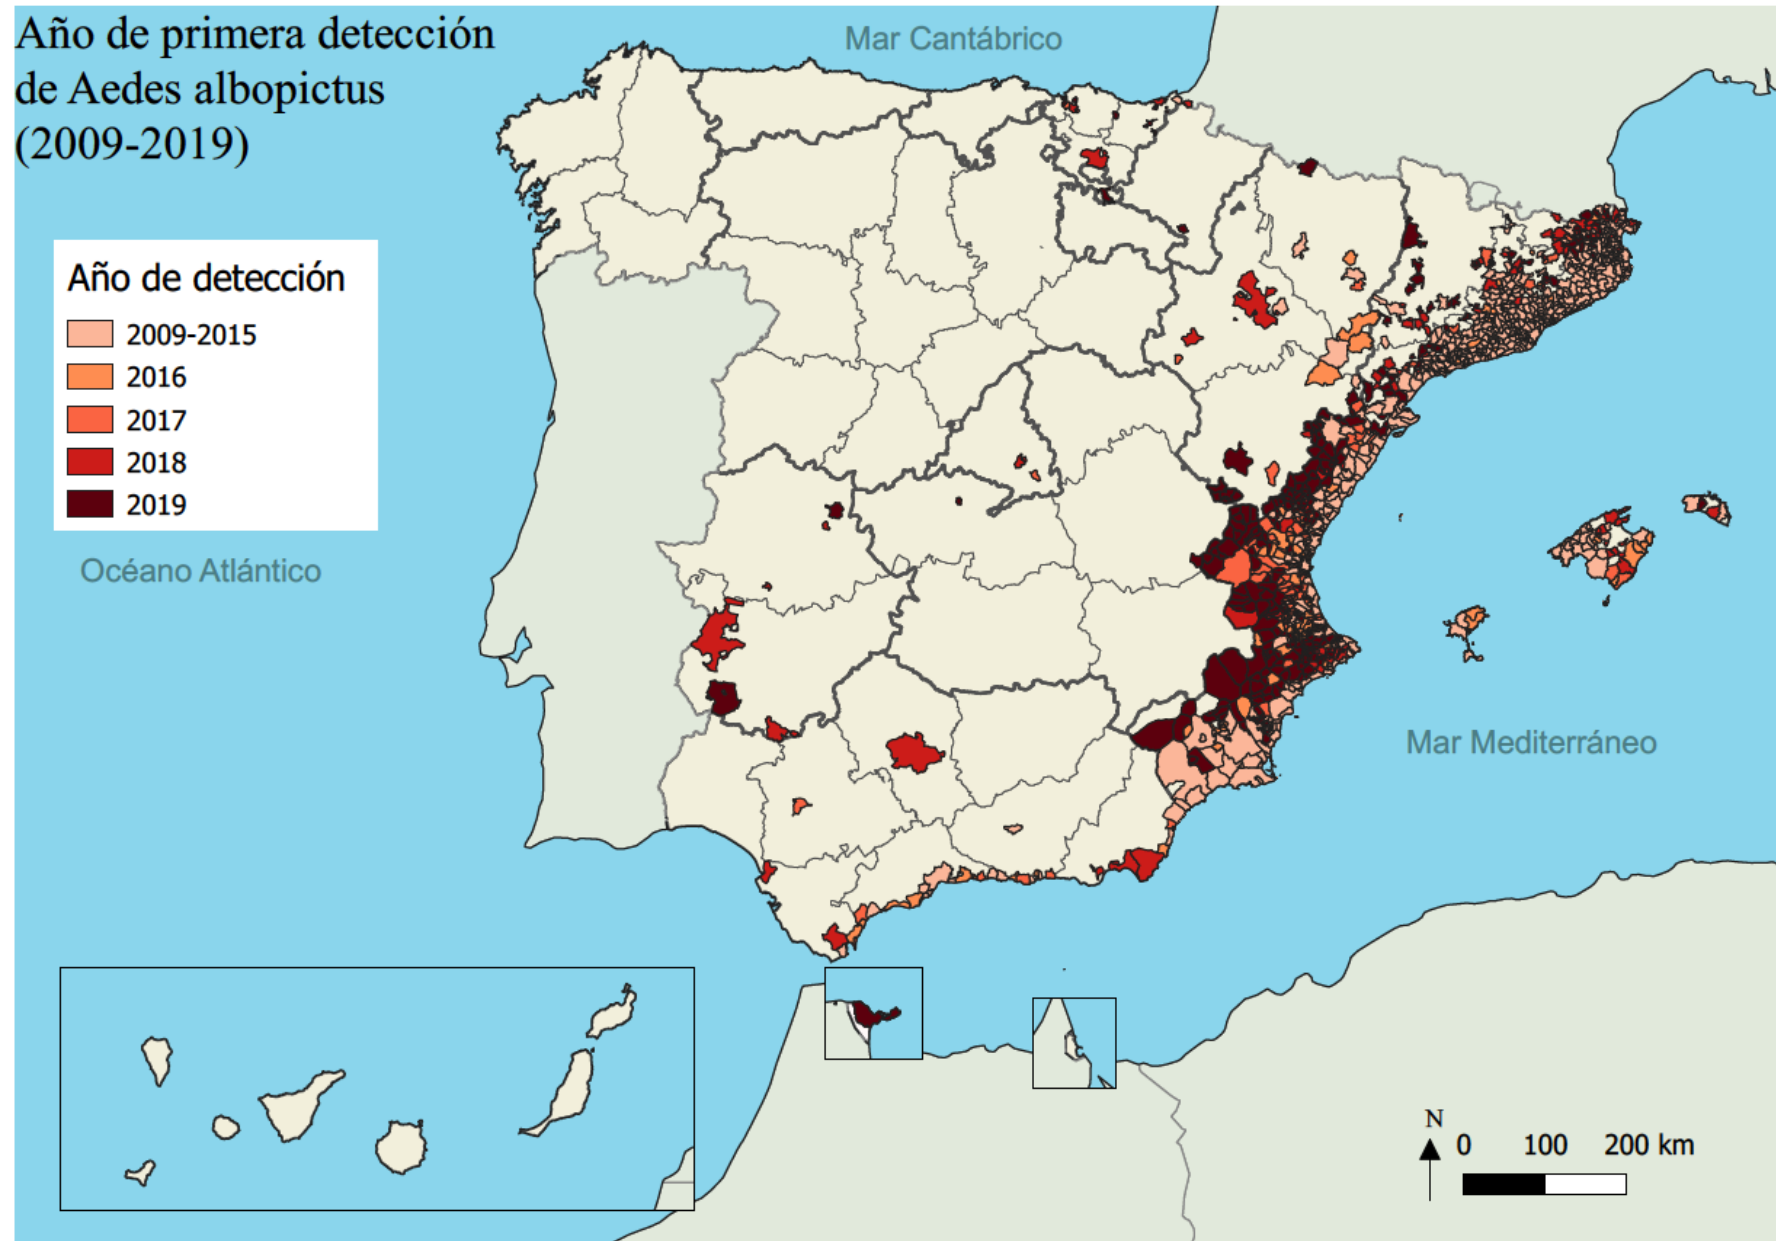 Año de primera detección
de Aedes albopictus
(2009-2019)
Mar Cantábrico
Año de detección
2009-2015
2016
2017
2018
2019
Océano Atlántico
Mar Mediterráneo
N
0 100 200 km